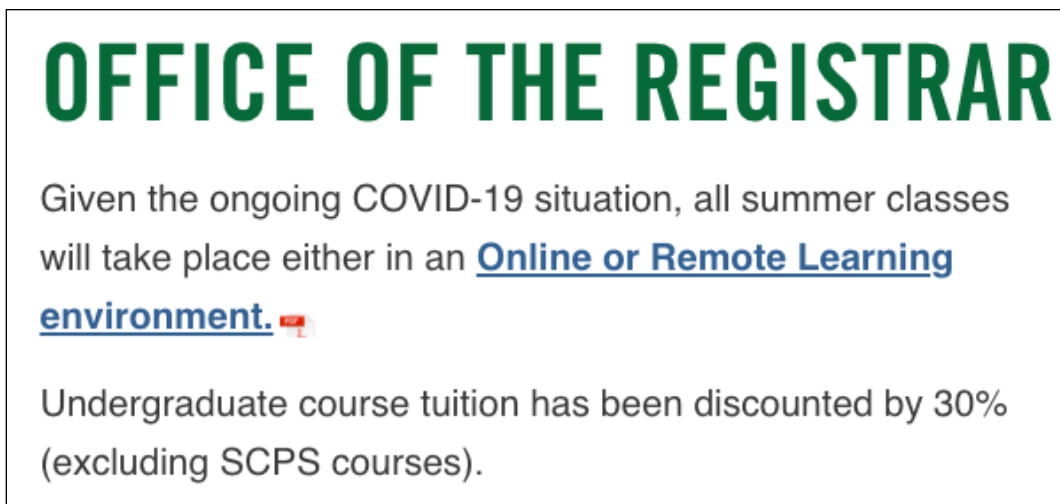 OFFICE OF THE REGISTRAR
Given the ongoing COVID-19 situation, all summer classes
will take place either in an Online or Remote Learning
environment. PDF
Undergraduate course tuition has been discounted by 30%
(excluding SCPS courses).